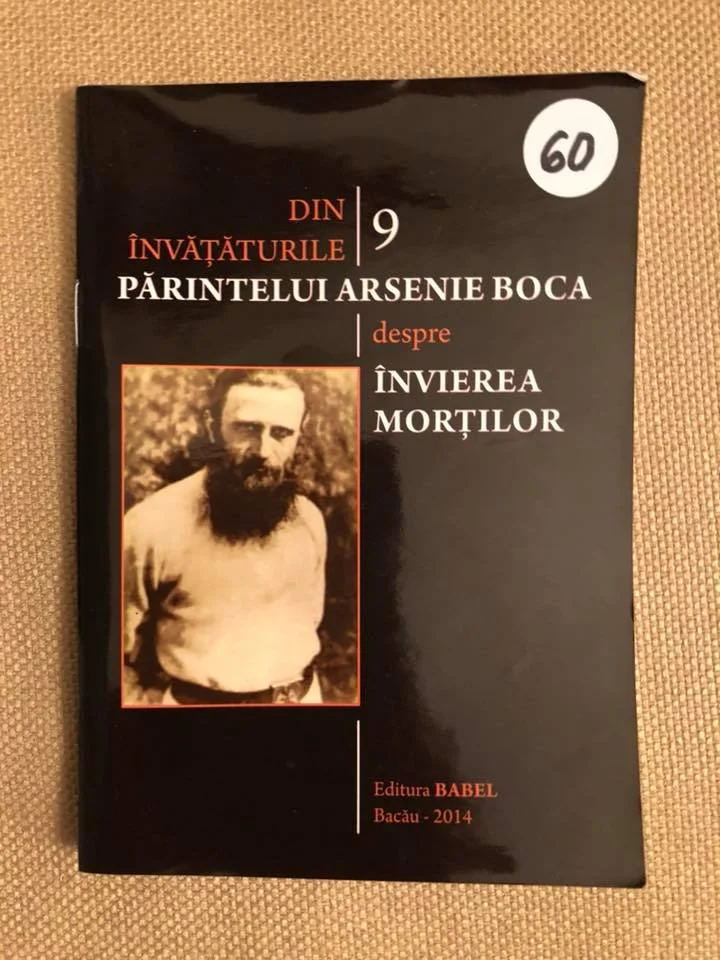 60
DIN
ÎNVĂȚĂTURILE
9
PĂRINTELUI ARSENIE BOCA
despre
ÎNVIEREA
MORȚILOR
Editura BABEL
Bacău - 2014